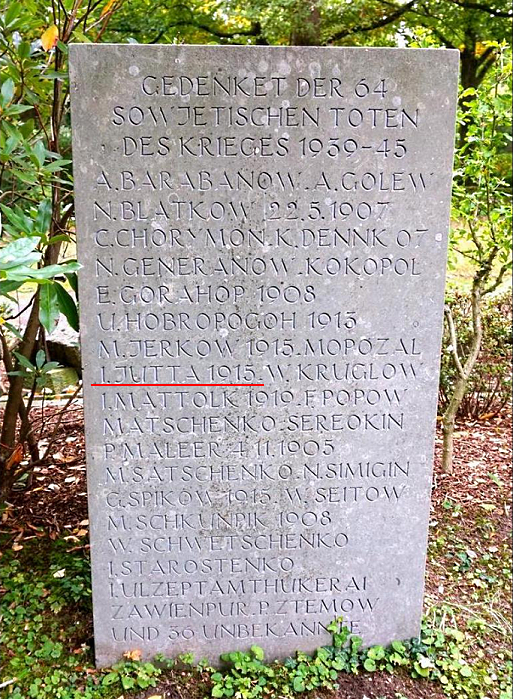 GEDENKET DER 64
SOWJETISCHEN TOTEN
DES KRIEGES 1939-45
A.BARABANOW.A.GOLEW
N.BLATKOW 22.5.1907
C.CHORYMON.K.DENNK 07
N.GENERANOW.KOKOPOL
E.GORAHOP 1908
U.HOBROPOGOH 1913
M.JERKOW 1915.MOPOZAL
I.JUTTA 1915.W.KRUGLOW
I.MATTOLK 1919.F.POPOW
MATSCHENKO.SEREOKIN
P.MALEER 4.11.1905
M.SATSCHENKO.N.SIMIGIN
G.SPIKOW 1915.W.SEITOW
M.SCHKUNPIK 1908
W.SCHWETSCHENKO
I.STAROSTENKO
I.ULZEPTAMTHUKERAI
ZAWIENPUR.P.ZTEMOW
UND 36 UNBEKANNTE